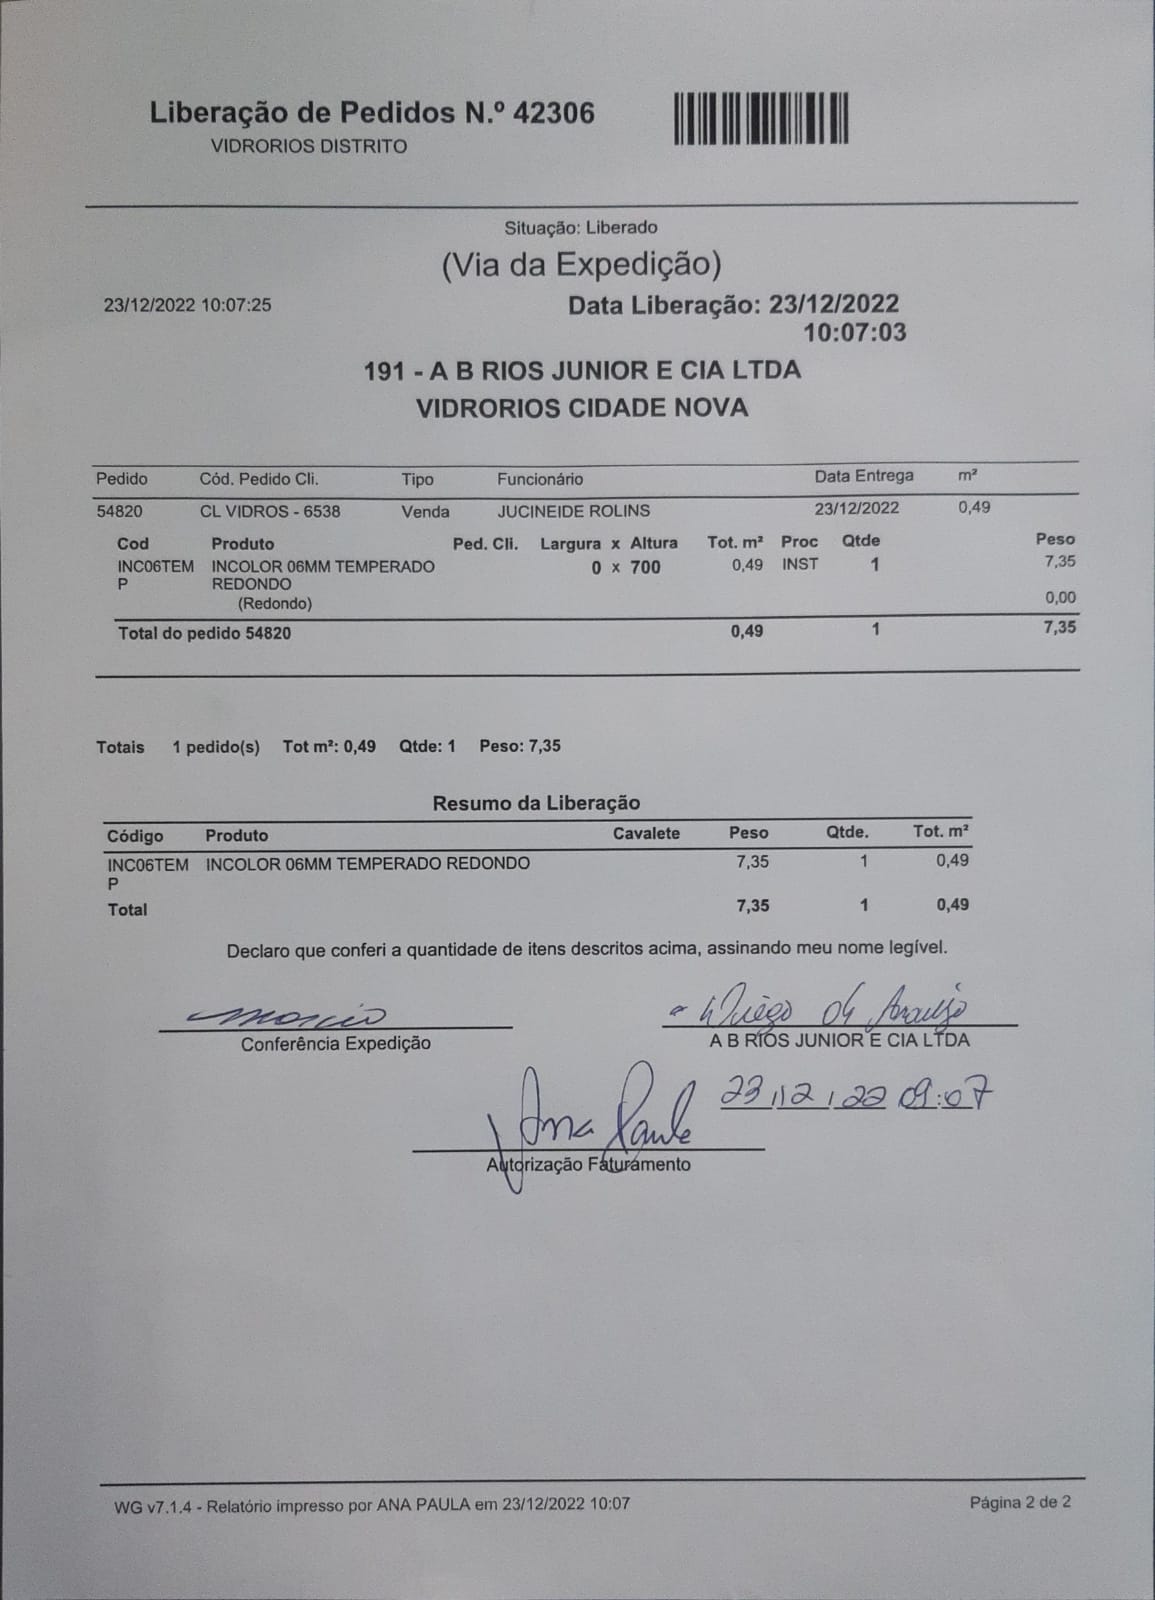 Liberação de Pedidos N.º 42306
VIDRORIOS DISTRITO
Situação: Liberado
(Via da Expedição)
23/12/2022 10:07:25 Data Liberação: 23/12/2022
10:07:03
191 - A B RIOS JUNIOR E CIA LTDA
VIDRORIOS CIDADE NOVA
Pedido Cód. Pedido Cli. Tipo Funcionário Data Entrega m²
54820 CL VIDROS - 6538 Venda JUCINEIDE ROLINS 23/12/2022 0,49
Cod Produto Ped. Cli. Largura x Altura Tot. m² Proc Qtde Peso
INC06TEM INCOLOR 06MM TEMPERADO 0 x 700 0,49 INST 1 7,35
P REDONDO
(Redondo) 0,00
Total do pedido 54820 0,49 1 7,35
Totais 1 pedido(s) Tot m²: 0,49 Qtde: 1 Peso: 7,35
Resumo da Liberação
Código Produto Cavalete Peso Qtde. Tot. m²
INC06TEM INCOLOR 06MM TEMPERADO REDONDO 7,35 1 0,49
P
Total 7,35 1 0,49
Declaro que conferi a quantidade de itens descritos acima, assinando meu nome legível.
de Araujo
Conferência Expedição A B RIOS JUNIOR E CIA LTDA
23/12/22 09:07
Ana Paula
Autorização Faturamento
WG v7.1.4 - Relatório impresso por ANA PAULA em 23/12/2022 10:07 Página 2 de 2